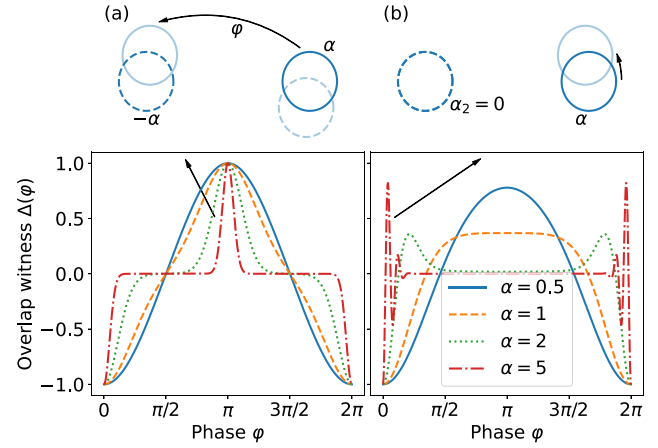 (a)
φ
α
−α
(b)
α₂ = 0
α
Overlap witness Δ(φ)
1.0
0.5
0.0
−0.5
−1.0
0 π/2 π 3π/2 2π
Phase φ
0 π/2 π 3π/2 2π
Phase φ
α = 0.5
α = 1
α = 2
α = 5